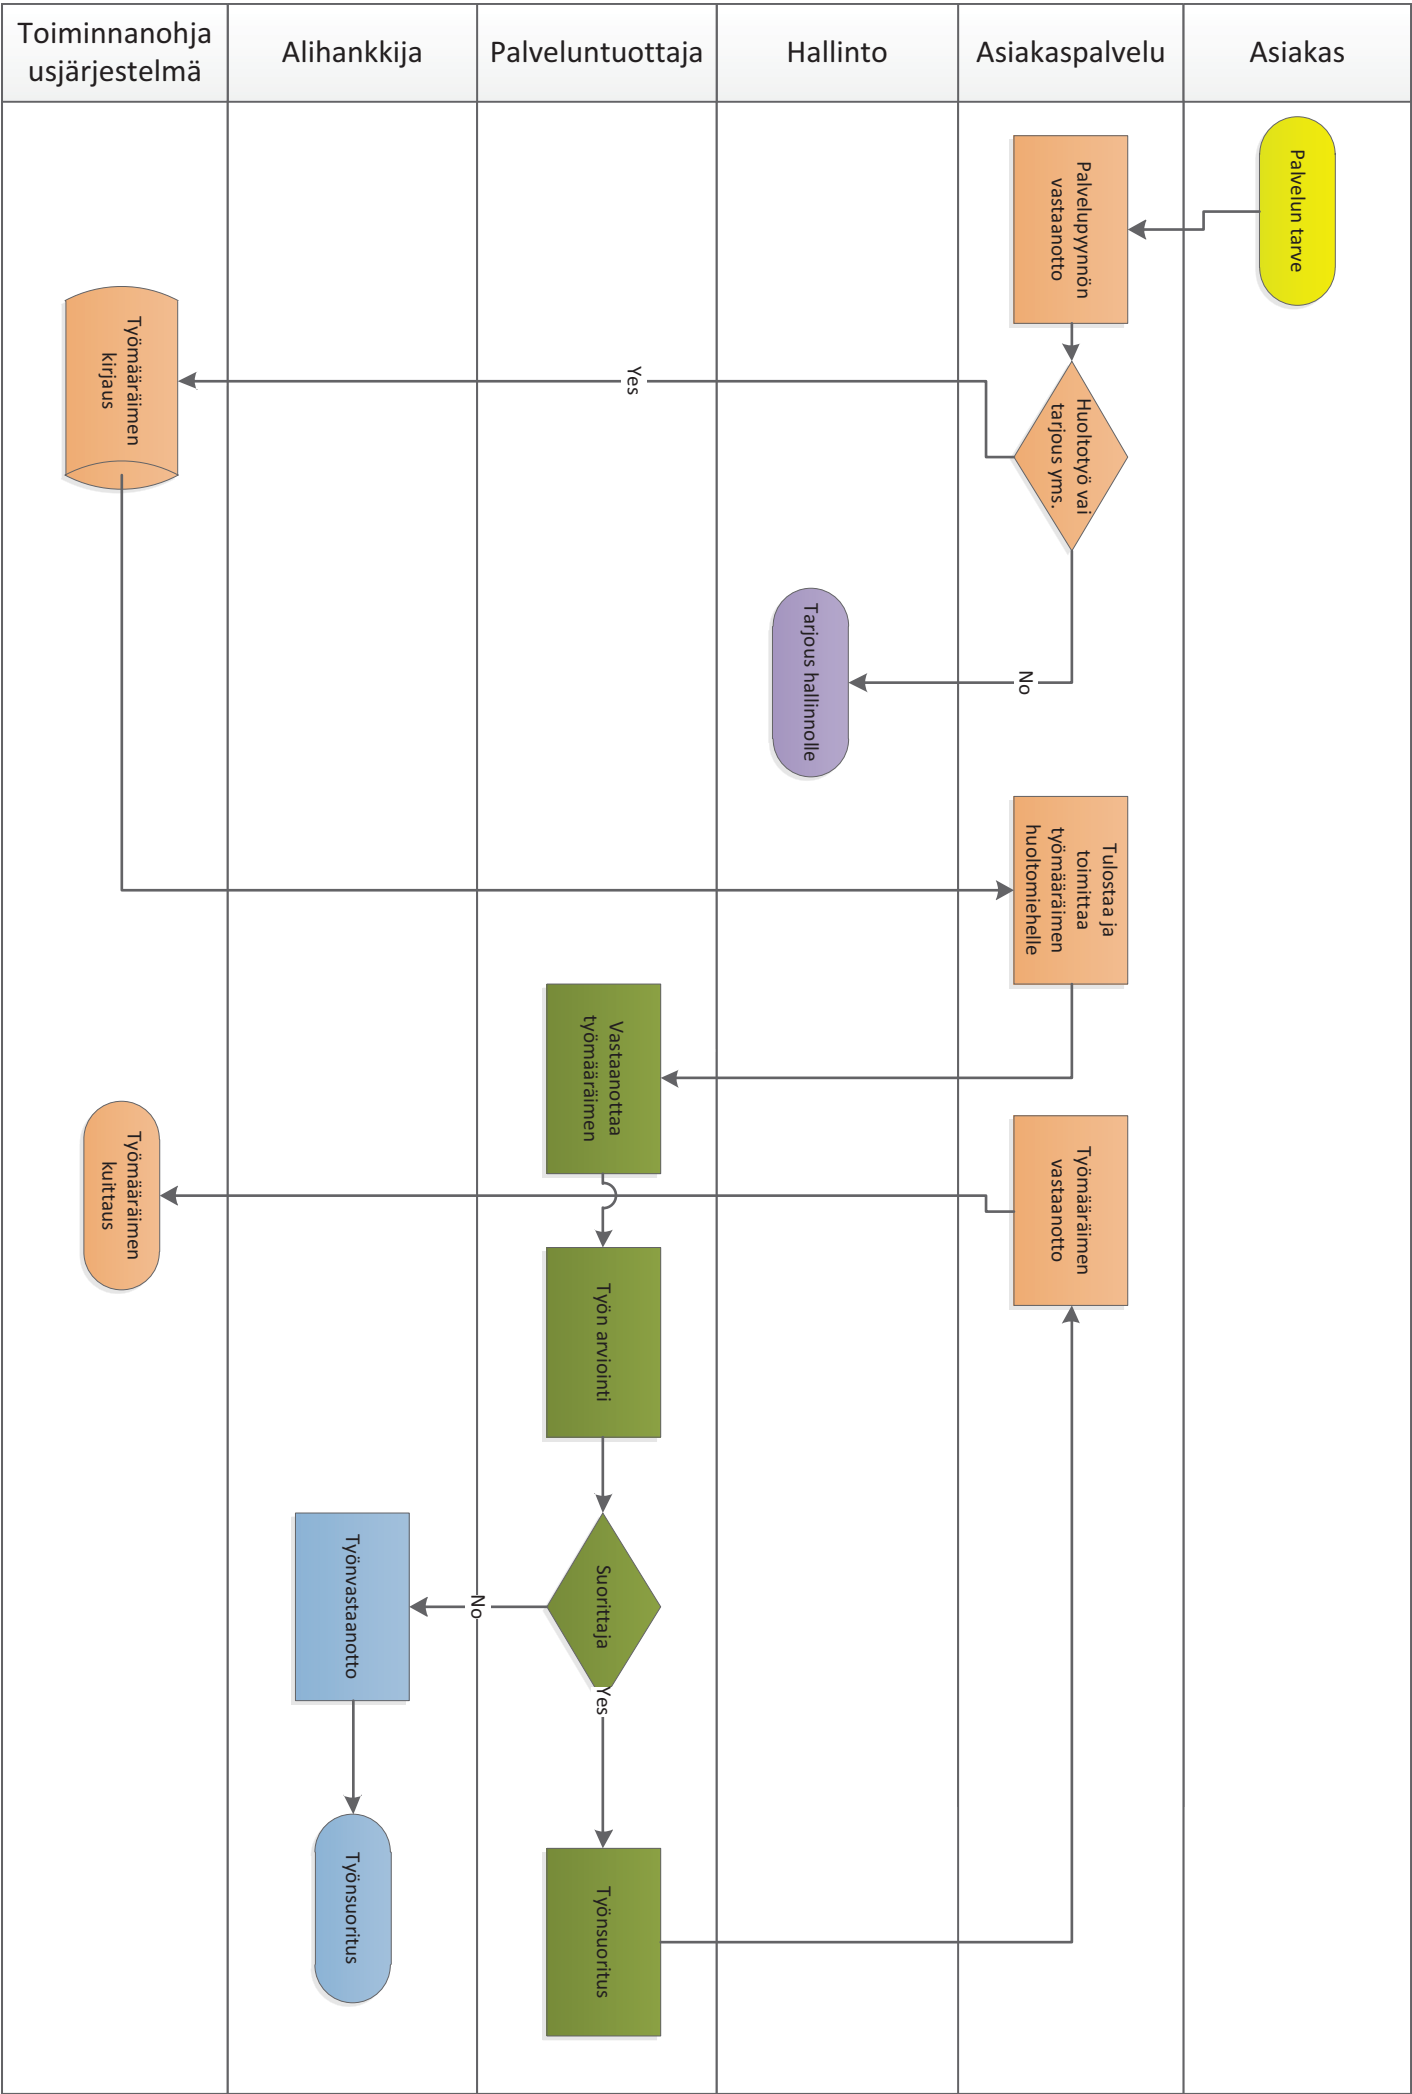 Toiminnanohja
usjärjestelmä
Alihankkija
Palveluntuottaja
Hallinto
Asiakaspalvelu
Asiakas
Palvelun tarve
Palvelupyynnön
vastaanotto
Huoltotyö vai
tarjous yms.
Yes
No
Työmääräimen
kirjaus
Tarjous hallinnolle
Tulostaa ja
toimittaa
työmääräimen
huoltomiehelle
Vastaanottaa
työmääräimen
Työmääräimen
vastaanotto
Työmääräimen
kuittaus
Työn arviointi
Suorittaja
No
Yes
Työnvastaanotto
Työnsuoritus
Työnsuoritus